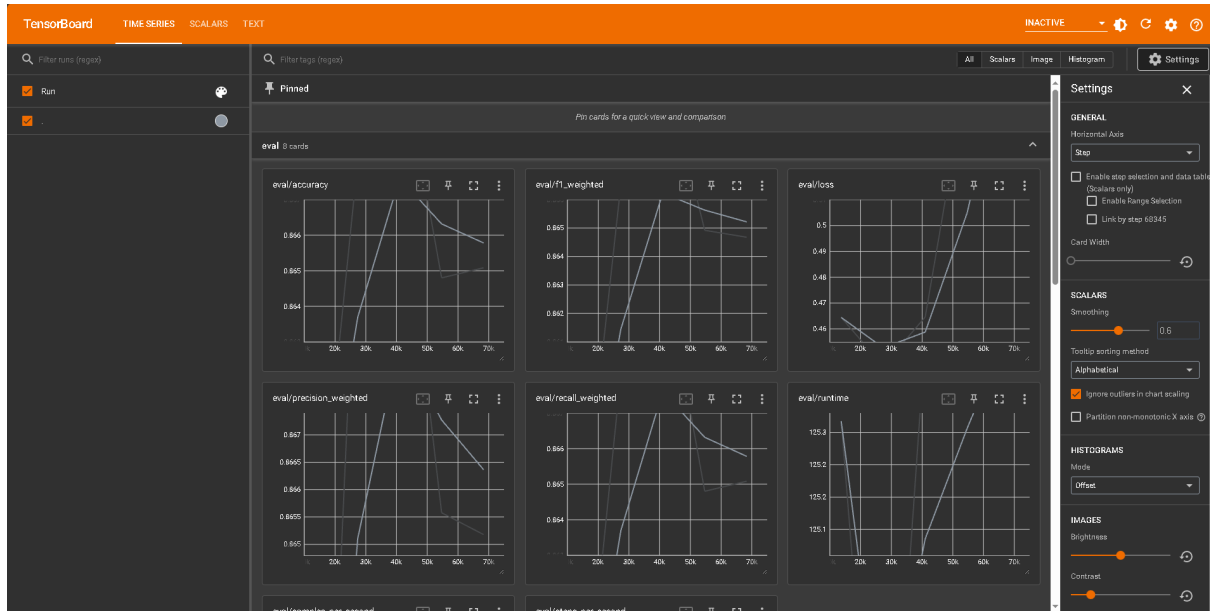 TensorBoard TIME SERIES SCALARS TEXT INACTIVE
Filter runs (regex)
Run
.
Filter tags (regex) All Scalars Image Histogram Settings
Pinned
Pin cards for a quick view and comparison
eval 8 cards
eval/accuracy
0.866
0.865
0.864
20k 30k 40k 50k 60k 70k
eval/f1_weighted
0.865
0.864
0.863
0.862
20k 30k 40k 50k 60k 70k
eval/loss
0.5
0.49
0.48
0.47
0.46
20k 30k 40k 50k 60k 70k
eval/precision_weighted
0.867
0.8665
0.866
0.8655
0.865
20k 30k 40k 50k 60k 70k
eval/recall_weighted
0.866
0.865
0.864
20k 30k 40k 50k 60k 70k
eval/runtime
125.3
125.2
125.2
125.1
20k 30k 40k 50k 60k 70k
eval/samples_per_second
eval/steps_per_second
Settings
GENERAL
Horizontal Axis
Step
Enable step selection and data table
(Scalars only)
Enable Range Selection
Link by step 68345
Card Width
SCALARS
Smoothing
0.6
Tooltip sorting method
Alphabetical
Ignore outliers in chart scaling
Partition non-monotonic X axis
HISTOGRAMS
Mode
Offset
IMAGES
Brightness
Contrast